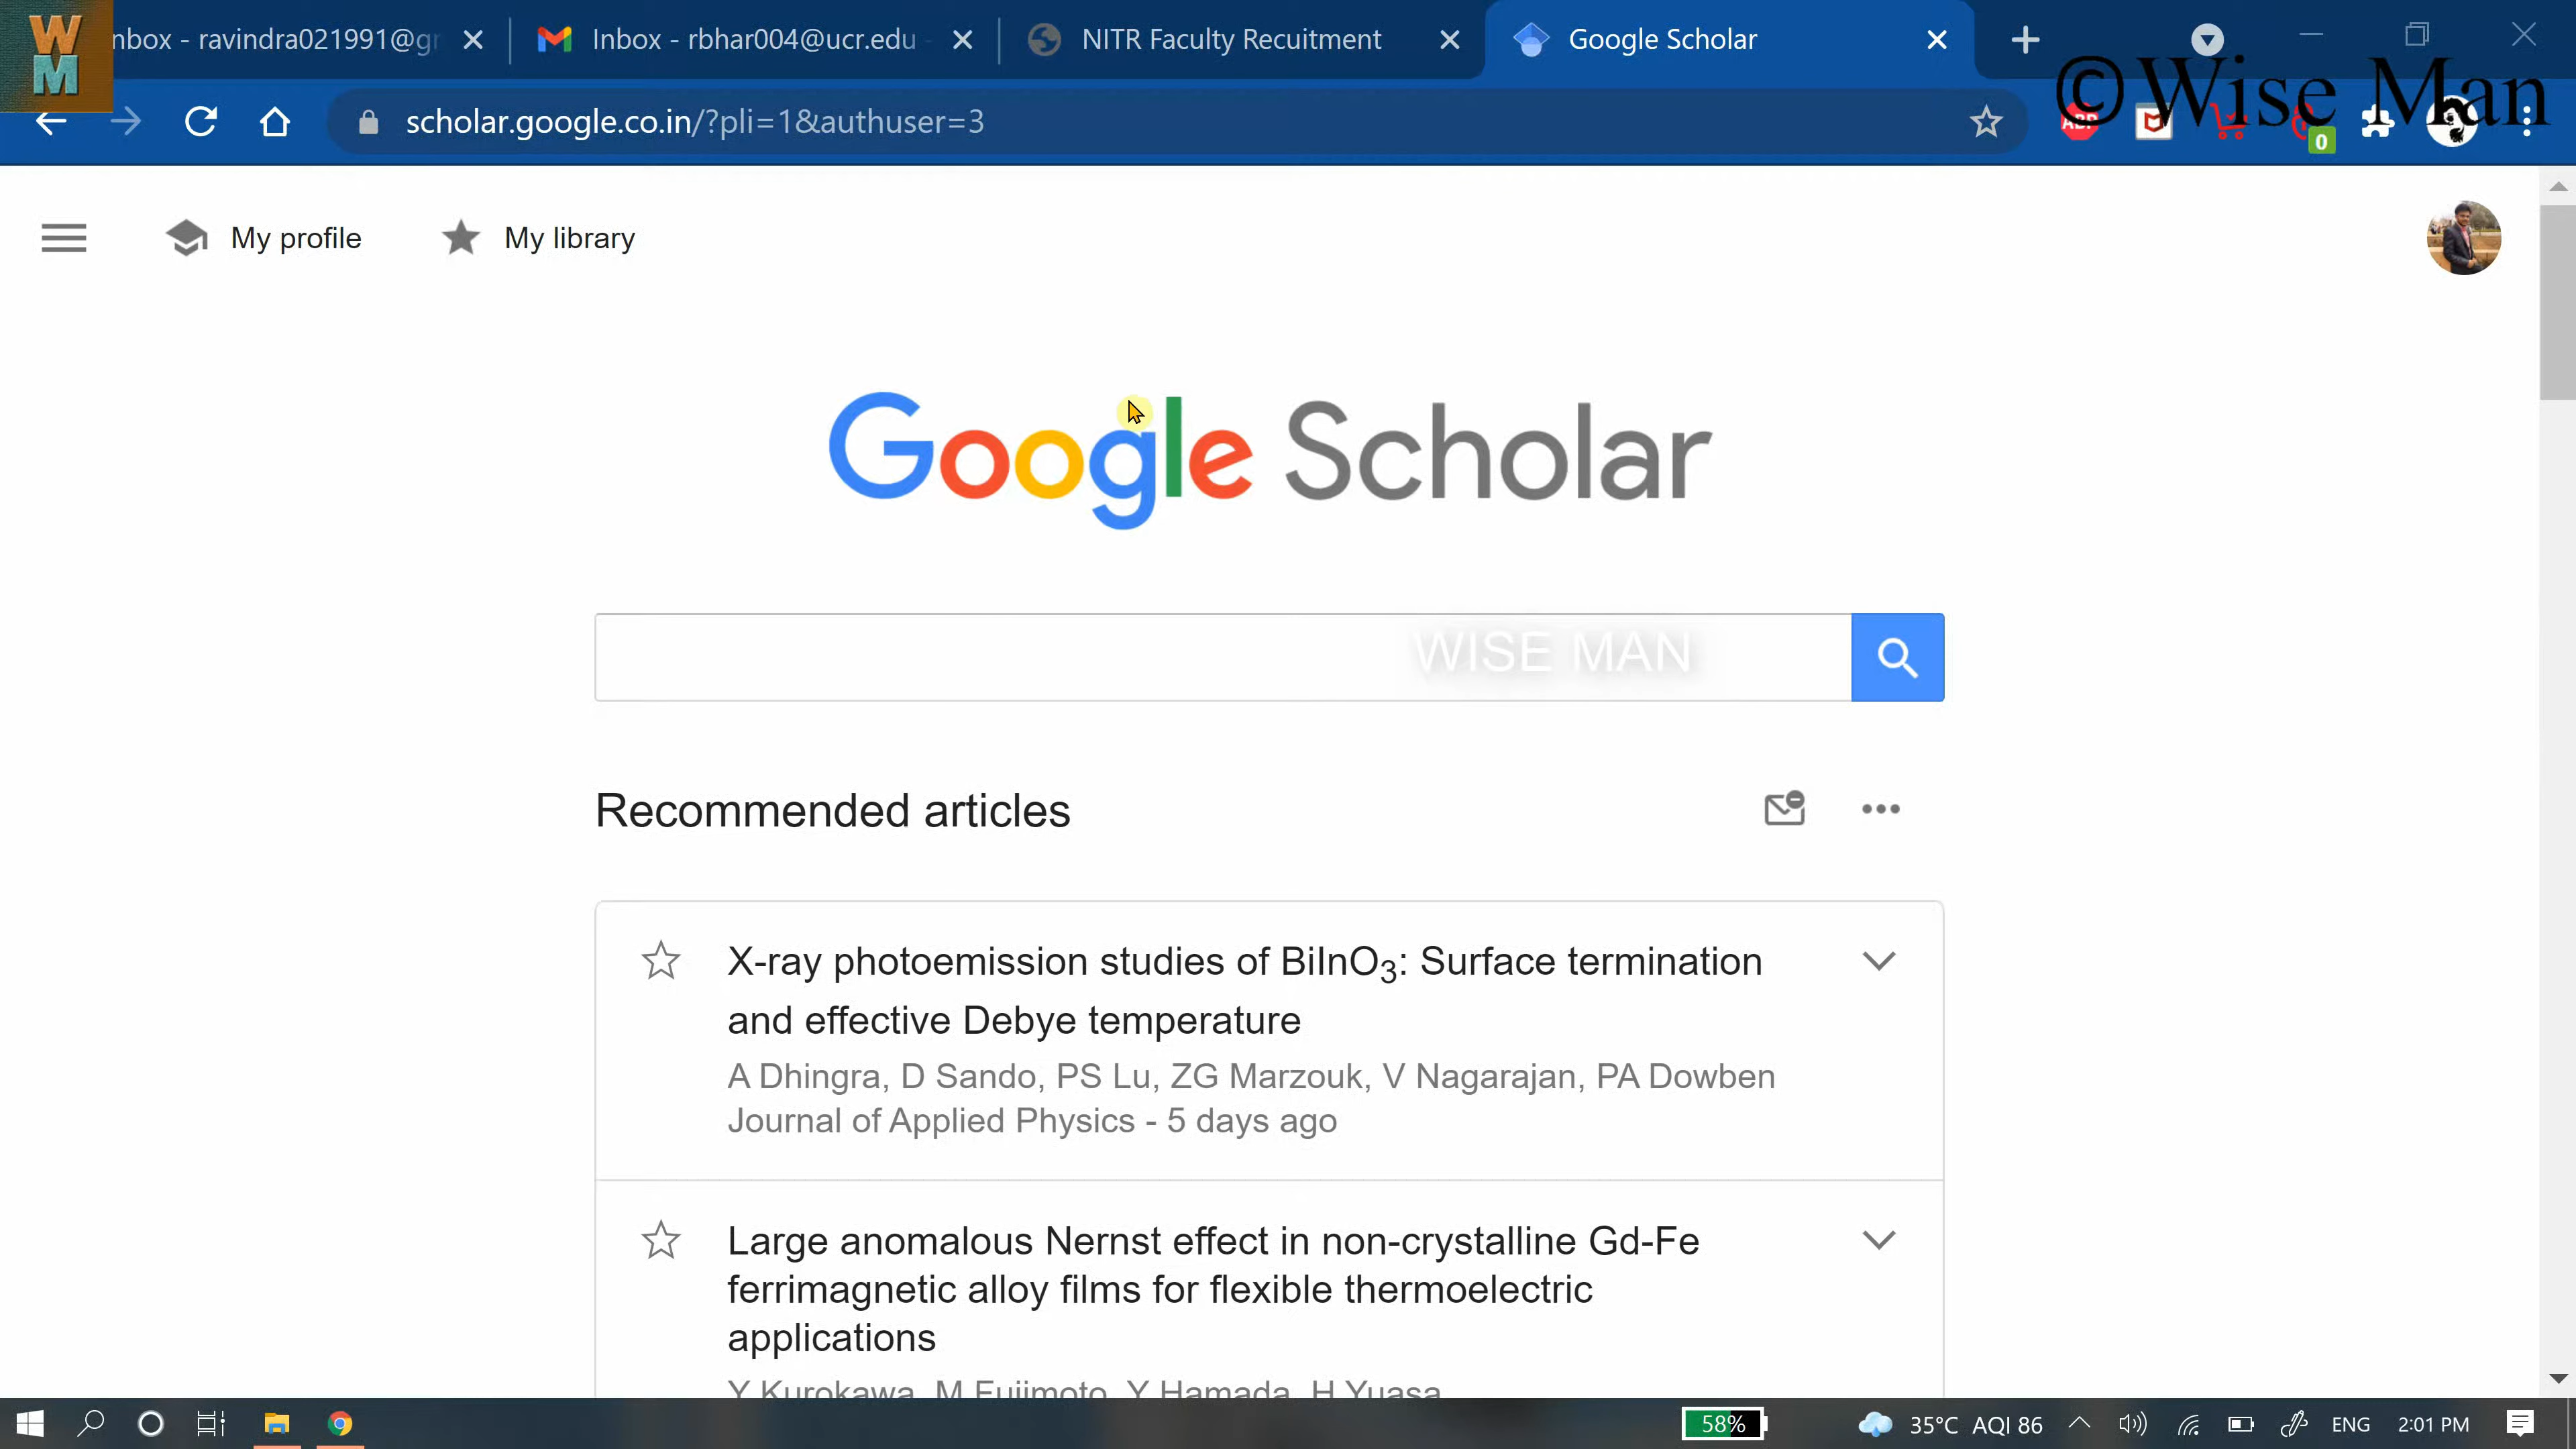 W
M
nbox - ravindra021991@gr
Inbox - rbhar004@ucr.edu
NITR Faculty Recuitment
Google Scholar
©Wise Man
scholar.google.co.in/?pli=1&authuser=3
ABP
0
My profile
My library
Google Scholar
WISE MAN
Recommended articles
X-ray photoemission studies of BiInO3: Surface termination
and effective Debye temperature
A Dhingra, D Sando, PS Lu, ZG Marzouk, V Nagarajan, PA Dowben
Journal of Applied Physics - 5 days ago
Large anomalous Nernst effect in non-crystalline Gd-Fe
ferrimagnetic alloy films for flexible thermoelectric
applications
Y Kurokawa, M Fujimoto, Y Hamada, H Yuasa
58%
35°C AQI 86
ENG
2:01 PM